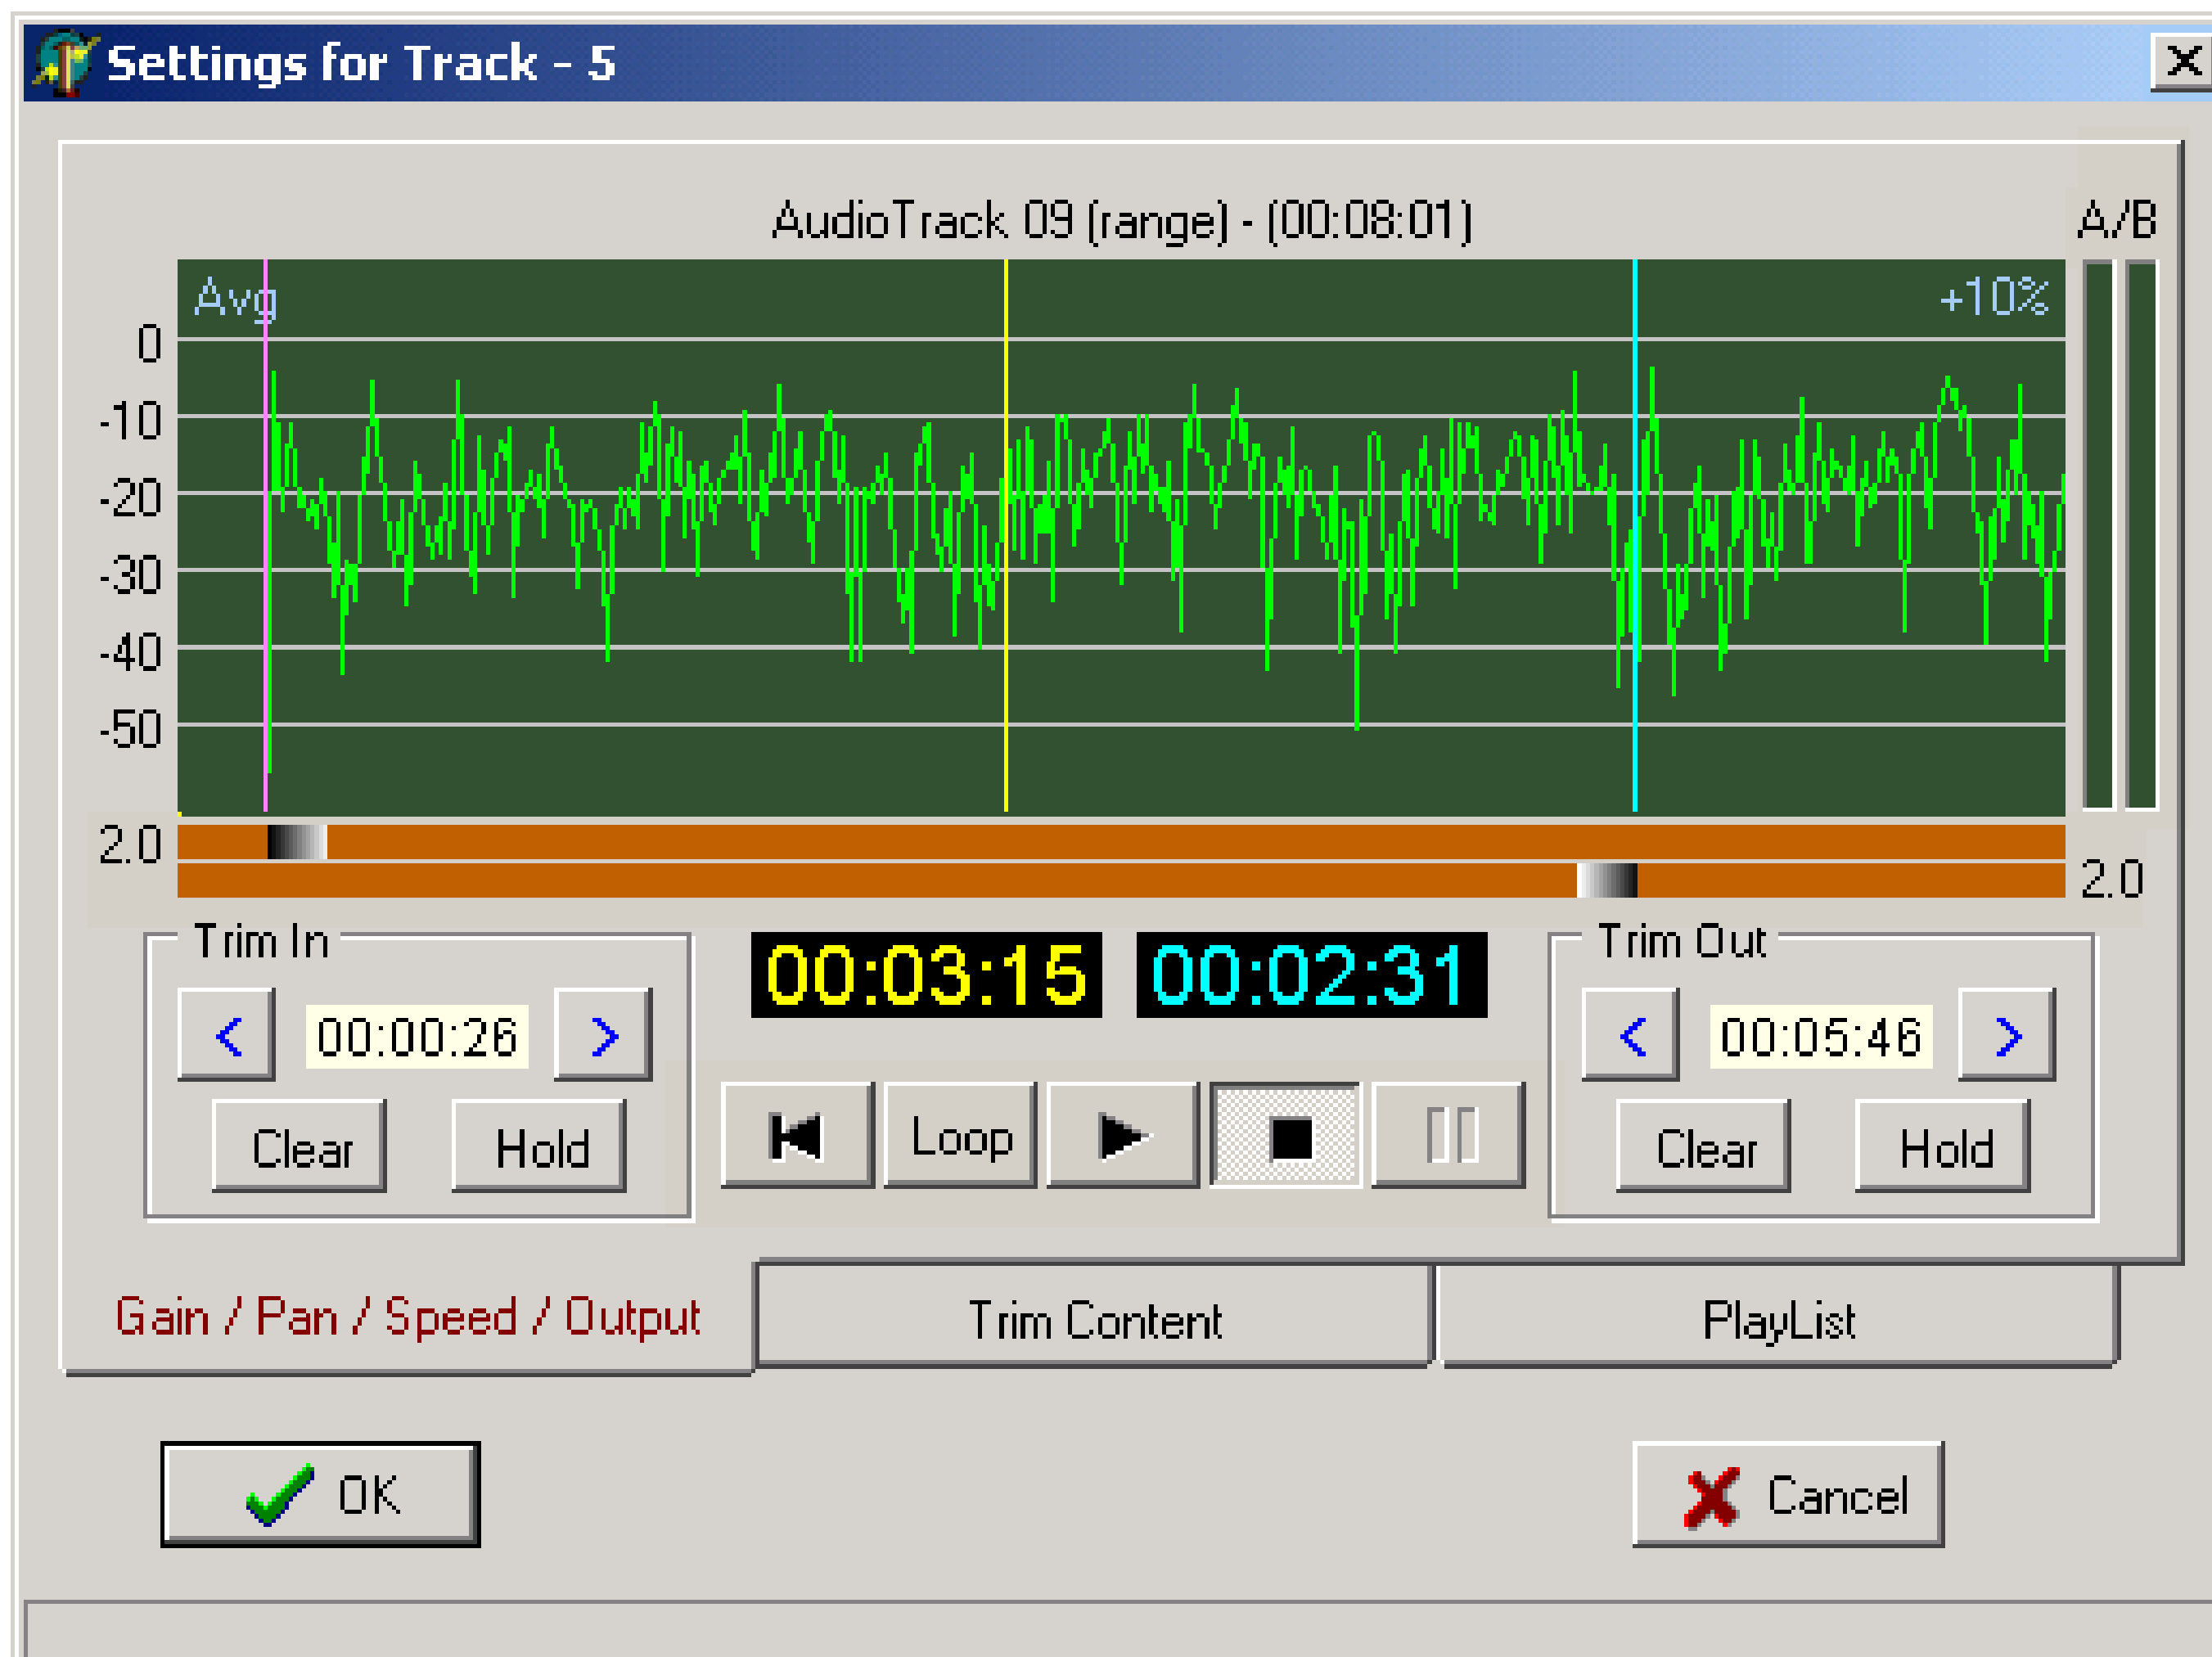 Settings for Track - 5
AudioTrack 09 (range) - (00:08:01)
A/B
Avg
+10%
0
-10
-20
-30
-40
-50
2.0
2.0
Trim In
00:03:15
00:02:31
Trim Out
<
00:00:26
>
<
00:05:46
>
Clear
Hold
Loop
Clear
Hold
Gain / Pan / Speed / Output
Trim Content
PlayList
OK
Cancel